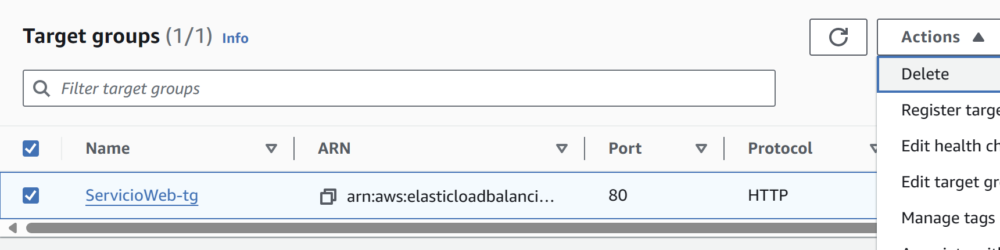 Target groups (1/1) Info
Actions
Filter target groups
Delete
Register targe
Name ARN Port Protocol
Edit health ch
ServicioWeb-tg arn:aws:elasticloadbalanci... 80 HTTP
Edit target gr
Manage tags